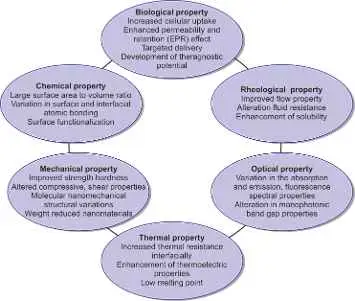 Biological property
Increased cellular uptake
Enhanced permeability and
retention (EPR) effect
Targeted delivery
Development of theragnostic
potential
Chemical property
Large surface area to volume ratio
Variation in surface and interfacial
atomic bonding
Surface functionalization
Rheological property
Improved flow property
Alteration fluid resistance
Enhancement of solubility
Mechanical property
Improved strength hardness
Altered compressive, shear properties
Molecular nanomechanical
structural variations
Weight reduced nanomaterials
Optical property
Variation in the absorption
and emission, fluorescence
spectral properties
Alteration in matophotonic
band gap properties
Thermal property
Increased thermal resistance
interfacially
Enhancement of thermoelectric
properties
Low melting point